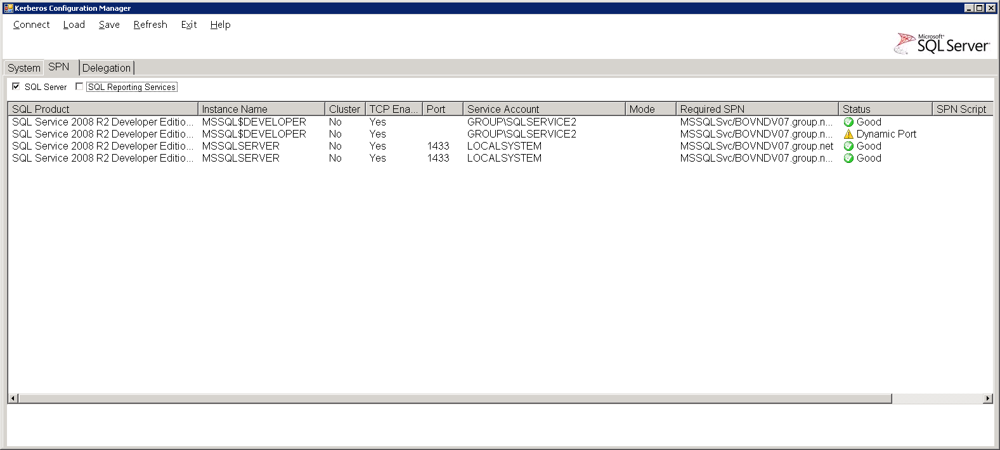 Kerberos Configuration Manager
Connect Load Save Refresh Exit Help
Microsoft®
SQL Server
System SPN Delegation
SQL Server SQL Reporting Services
SQL Product Instance Name Cluster TCP Ena... Port Service Account Mode Required SPN Status SPN Script
SQL Service 2008 R2 Developer Editio... MSSQL$DEVELOPER No Yes GROUP\SQLSERVICE2 MSSQLSvc/BOVNDV07.group.n... Good
SQL Service 2008 R2 Developer Editio... MSSQL$DEVELOPER No Yes GROUP\SQLSERVICE2 MSSQLSvc/BOVNDV07.group.n... Dynamic Port
SQL Service 2008 R2 Developer Editio... MSSQLSERVER No Yes 1433 LOCALSYSTEM MSSQLSvc/BOVNDV07.group.net Good
SQL Service 2008 R2 Developer Editio... MSSQLSERVER No Yes 1433 LOCALSYSTEM MSSQLSvc/BOVNDV07.group.n... Good